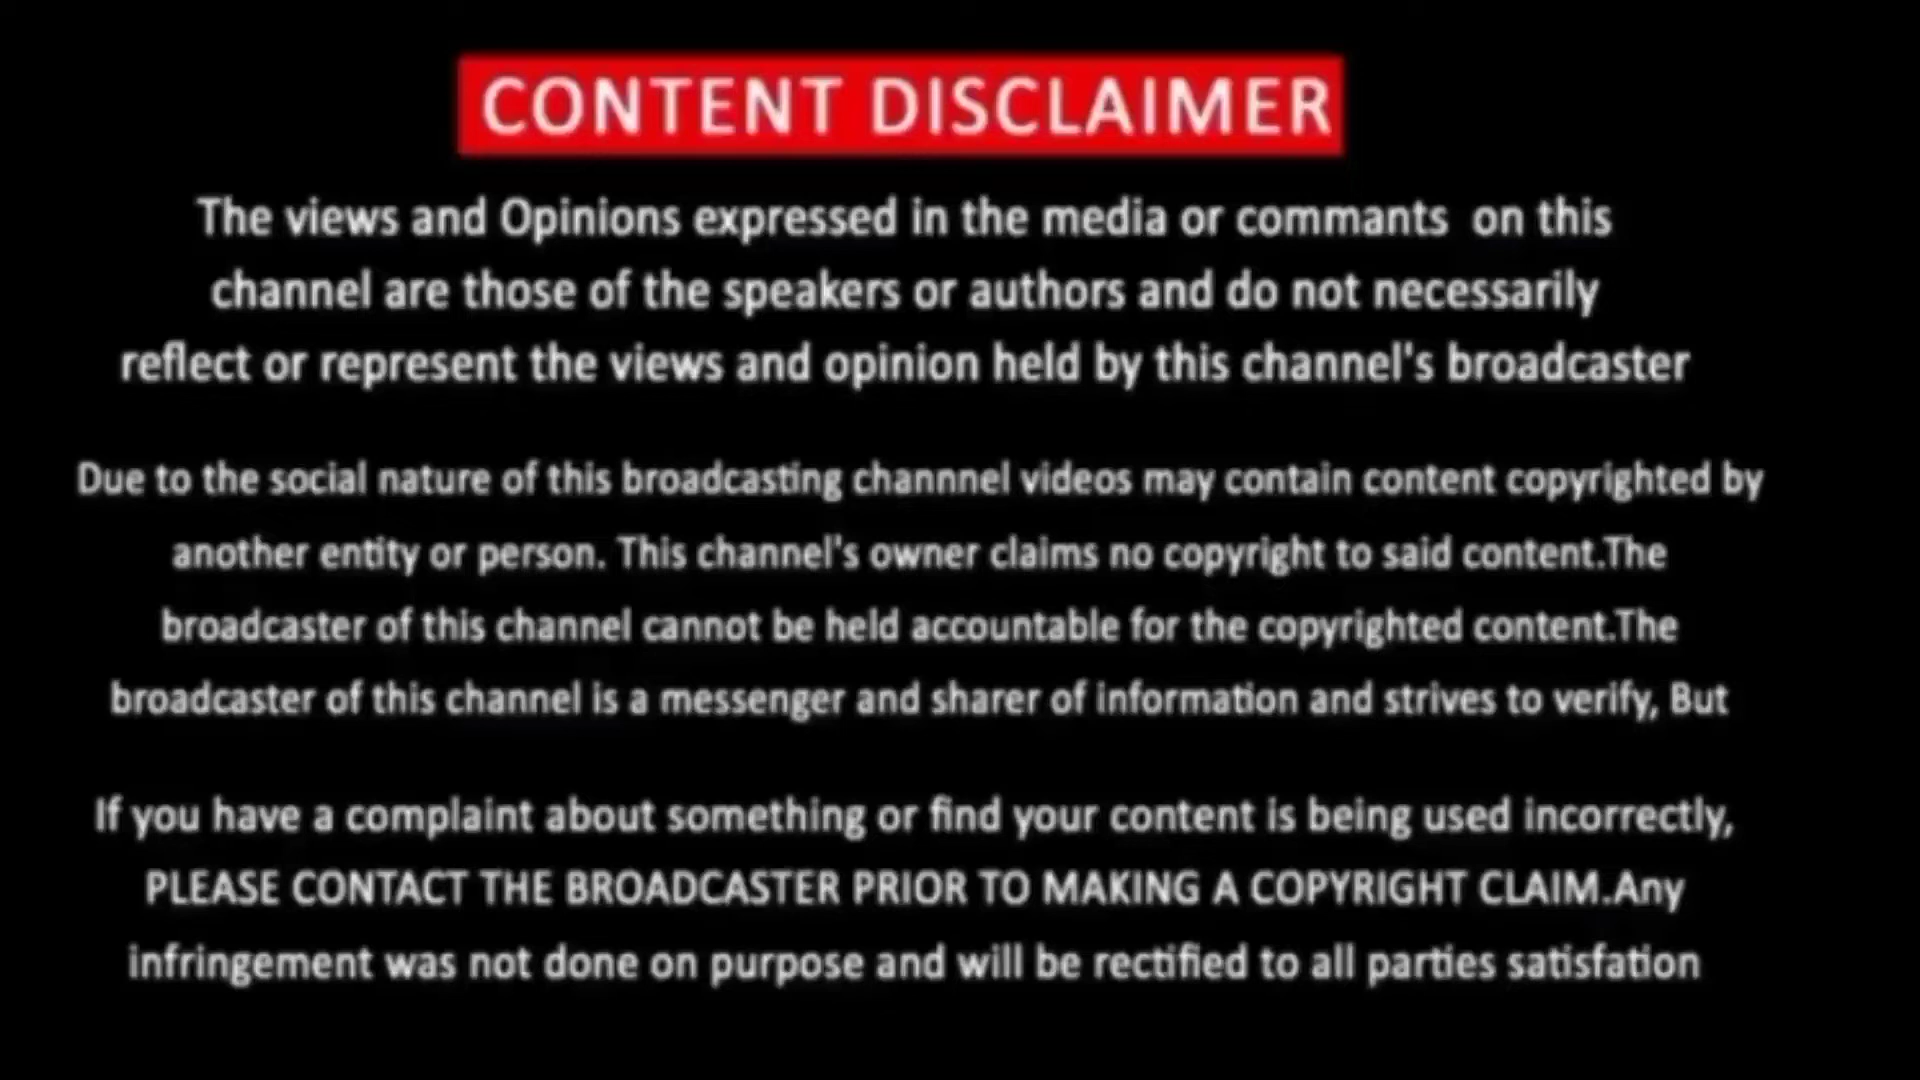 CONTENT DISCLAIMER
The views and Opinions expressed in the media or commants on this
channel are those of the speakers or authors and do not necessarily
reflect or represent the views and opinion held by this channel's broadcaster
Due to the social nature of this broadcasting channnel videos may contain content copyrighted by
another entity or person. This channel's owner claims no copyright to said content.The
broadcaster of this channel cannot be held accountable for the copyrighted content.The
broadcaster of this channel is a messenger and sharer of information and strives to verify, But
If you have a complaint about something or find your content is being used incorrectly,
PLEASE CONTACT THE BROADCASTER PRIOR TO MAKING A COPYRIGHT CLAIM.Any
infringement was not done on purpose and will be rectified to all parties satisfation